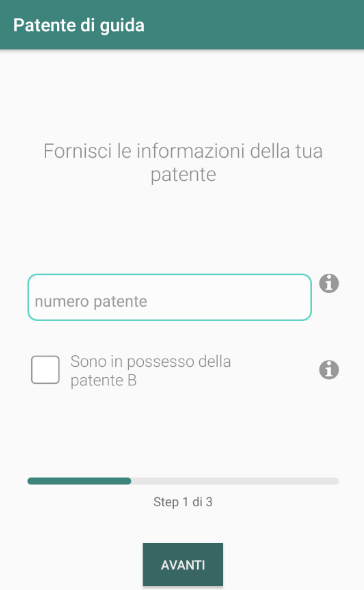 Patente di guida
Fornisci le informazioni della tua
patente
numero patente
Sono in possesso della
patente B
Step 1 di 3
AVANTI